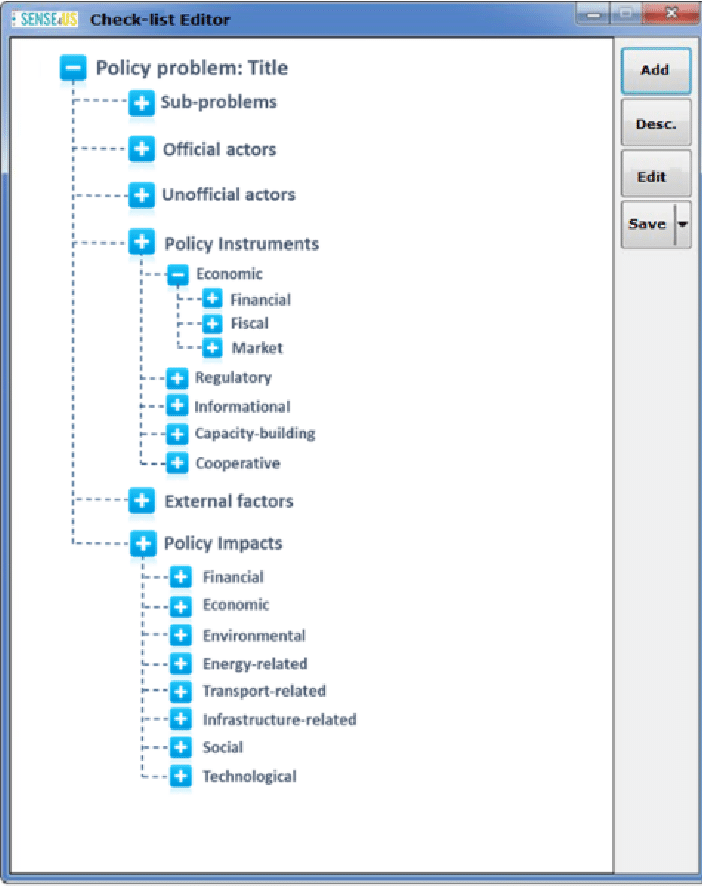 SENSE4US Check-list Editor
Policy problem: Title
Add
Sub-problems
Desc.
Official actors
Edit
Unofficial actors
Save
Policy Instruments
Economic
Financial
Fiscal
Market
Regulatory
Informational
Capacity-building
Cooperative
External factors
Policy Impacts
Financial
Economic
Environmental
Energy-related
Transport-related
Infrastructure-related
Social
Technological